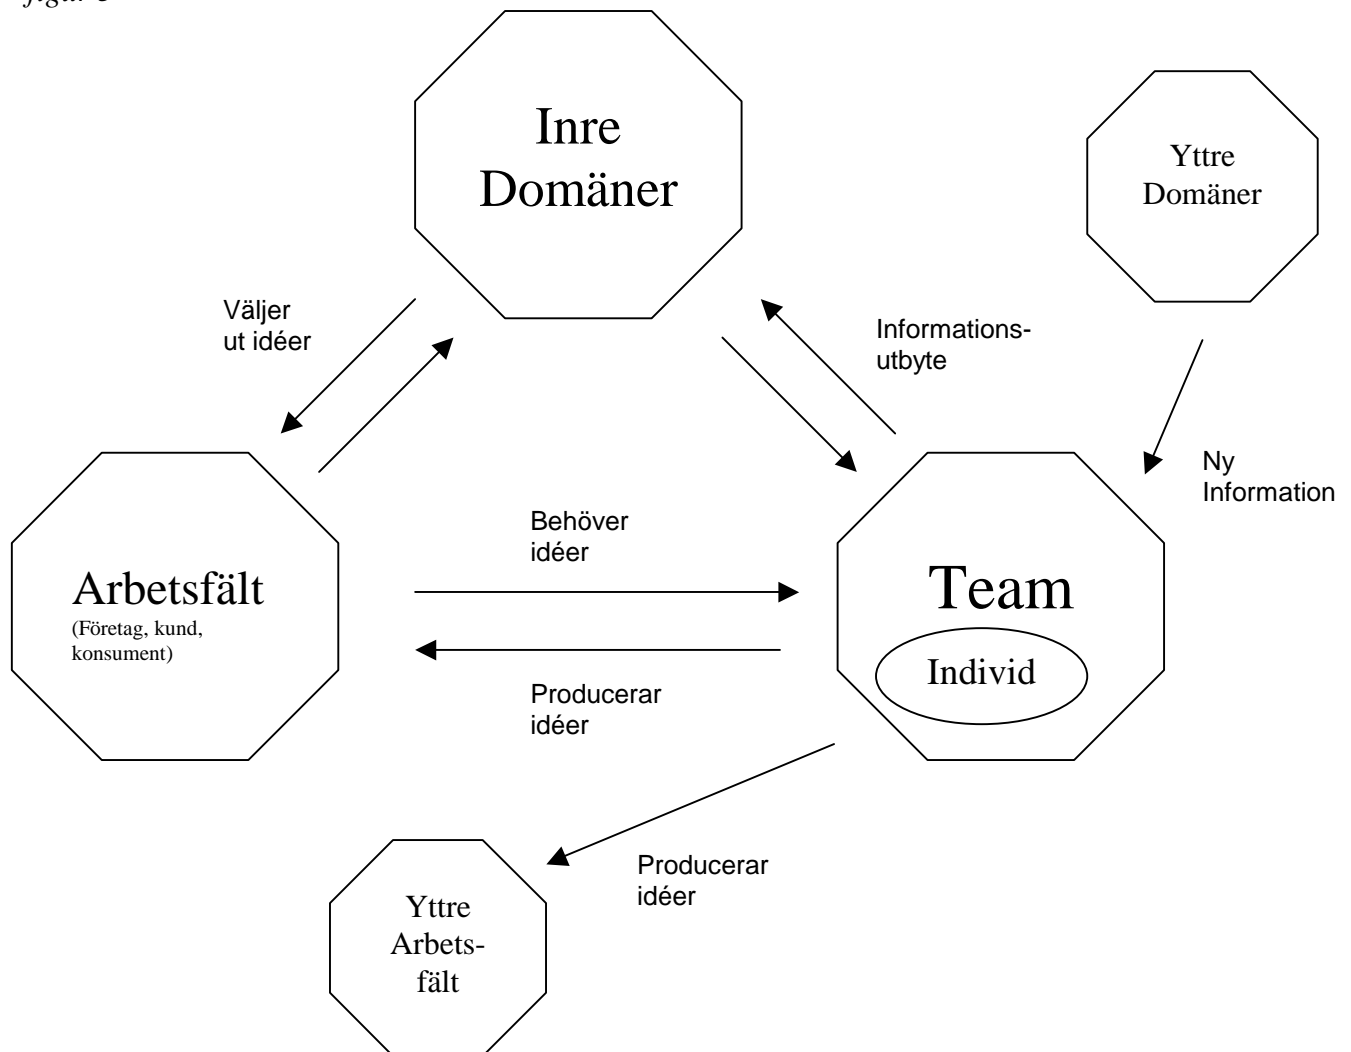 Inre
Domäner
Yttre
Domäner
Väljer
ut idéer
Informations-
utbyte
Ny
Information
Behöver
idéer
Arbetsfält
(Företag, kund,
konsument)
Team
Individ
Producerar
idéer
Producerar
idéer
Yttre
Arbets-
fält